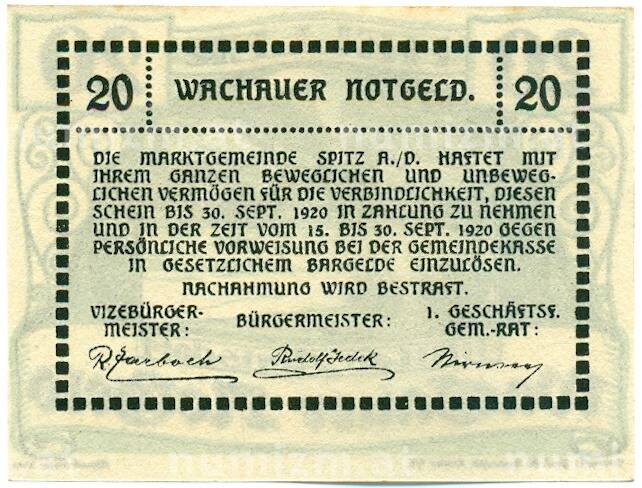 20 WACHAUER NOTGELD. 20
DIE MARKTGEMEINDE SPITZ A./D. HAFTET MIT
IHREM GANZEN BEWEGLICHEN UND UNBEWEG-
LICHEN VERMÖGEN FÜR DIE VERBINDLICHKEIT, DIESEN
SCHEIN BIS 30. SEPT. 1920 IN ZAHLUNG ZU NEHMEN
UND IN DER ZEIT VOM 15. BIS 30. SEPT. 1920 GEGEN
PERSÖNLICHE VORWEISUNG BEI DER GEMEINDEKASSE
IN GESETZLICHEM BARGELDE EINZULÖSEN.
NACHAHMUNG WIRD BESTRAFT.
VIZEBÜRGER-
MEISTER:
BÜRGERMEISTER:
1. GESCHÄFTSF.
GEM.-RAT:
numizm.at